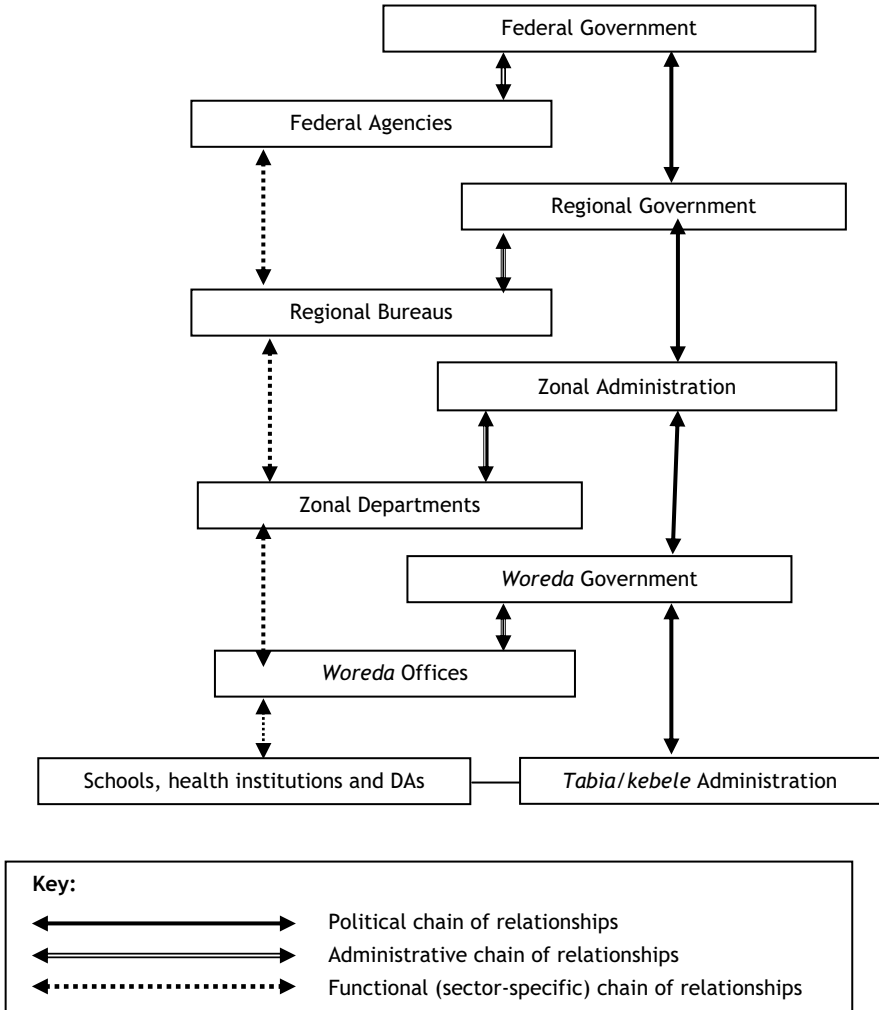 Federal Government
Federal Agencies
Regional Government
Regional Bureaus
Zonal Administration
Zonal Departments
Woreda Government
Woreda Offices
Schools, health institutions and DAs
Tabia/kebele Administration
Key:
Political chain of relationships
Administrative chain of relationships
Functional (sector-specific) chain of relationships